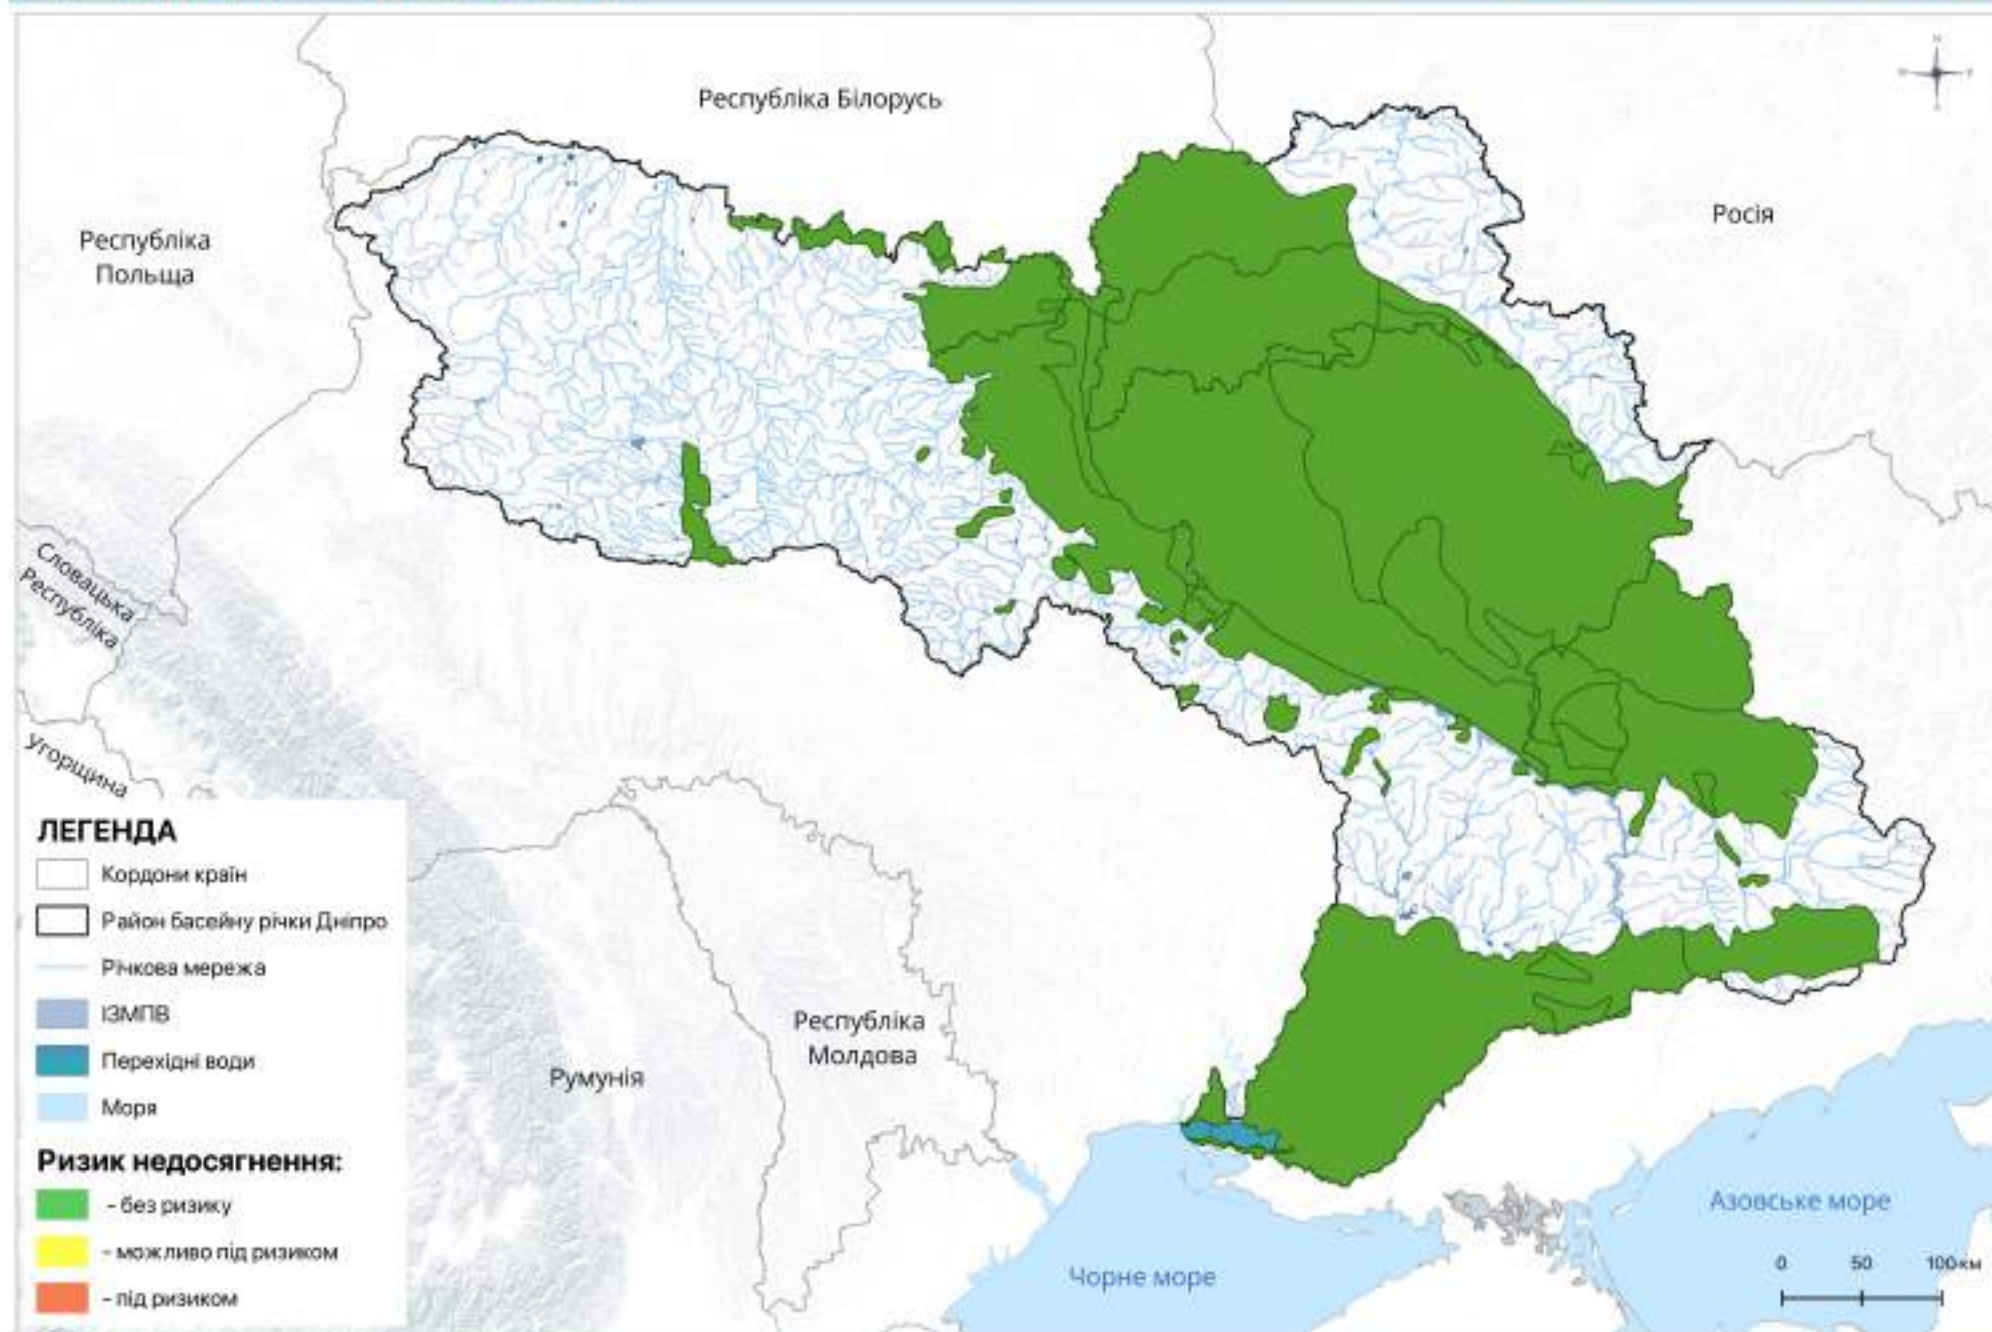 Республіка Білорусь
Росія
Республіка
Польща
Словацька
Республіка
Угорщина
ЛЕГЕНДА
Кордони країн
Район басейну річки Дніпро
Річкова мережа
ІЗМПВ
Перехідні води
Моря
Ризик недосягнення:
- без ризику
- можливо під ризиком
- під ризиком
Румунія
Республіка
Молдова
Чорне море
Азовське море
0 50 100 км